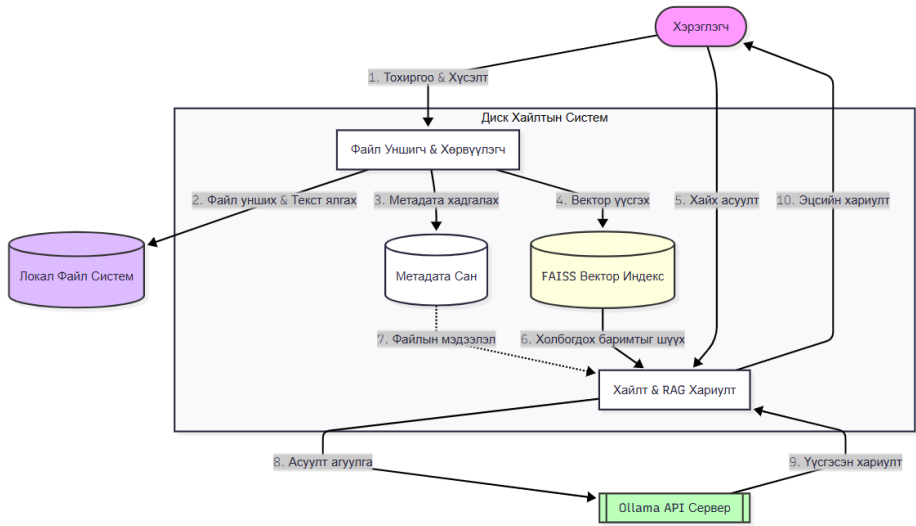 Хэрэглэгч
1. Тохиргоо & Хүсэлт
Диск Хайлтын Систем
Файл Уншигч & Хөрвүүлэгч
2. Файл унших & Текст ялгах
3. Метадата хадгалах
4. Вектор үүсгэх
5. Хайх асуулт
10. Эцсийн хариулт
Локал Файл Систем
Метадата Сан
FAISS Вектор Индекс
7. Файлын мэдээлэл
6. Холбогдох баримтыг шүүх
Хайлт & RAG Хариулт
8. Асуулт агуулга
9. Үүсгэсэн хариулт
Ollama API Сервер